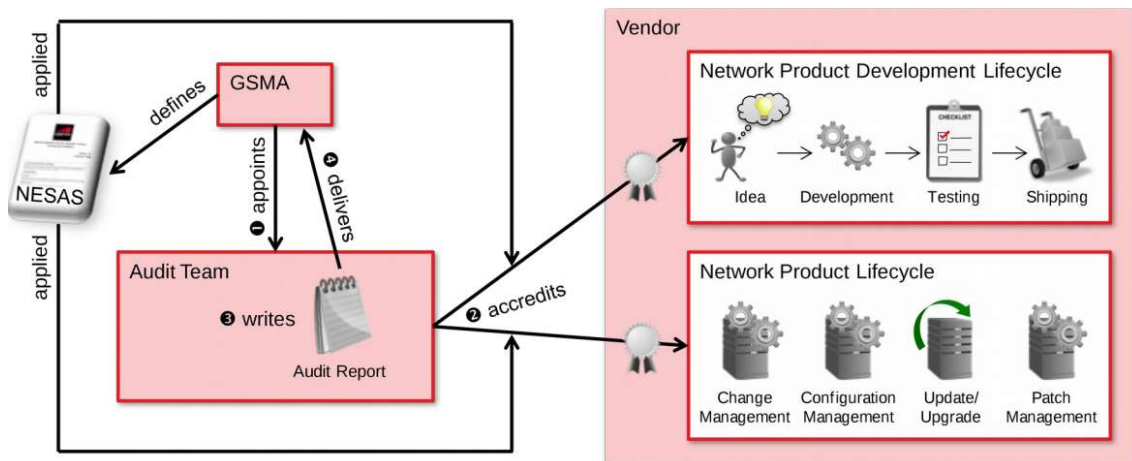 applied
NESAS
applied
GSMA
defines
❶ appoints
❹ delivers
Audit Team
❸ writes
Audit Report
❷ accredits
Vendor
Network Product Development Lifecycle
CHECKLIST
Idea
Development
Testing
Shipping
Network Product Lifecycle
Change
Management
Configuration
Management
Update/
Upgrade
Patch
Management